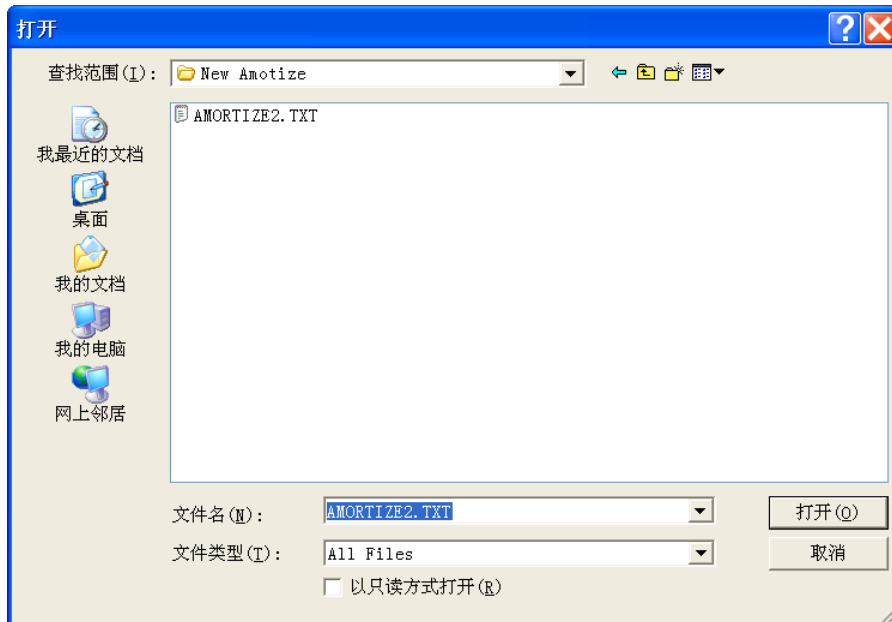 打开
查找范围(I): New Amotize
AMORTIZE2.TXT
我最近的文档
桌面
我的文档
我的电脑
网上邻居
文件名(N): AMORTIZE2.TXT 打开(O)
文件类型(T): All Files 取消
以只读方式打开(R)